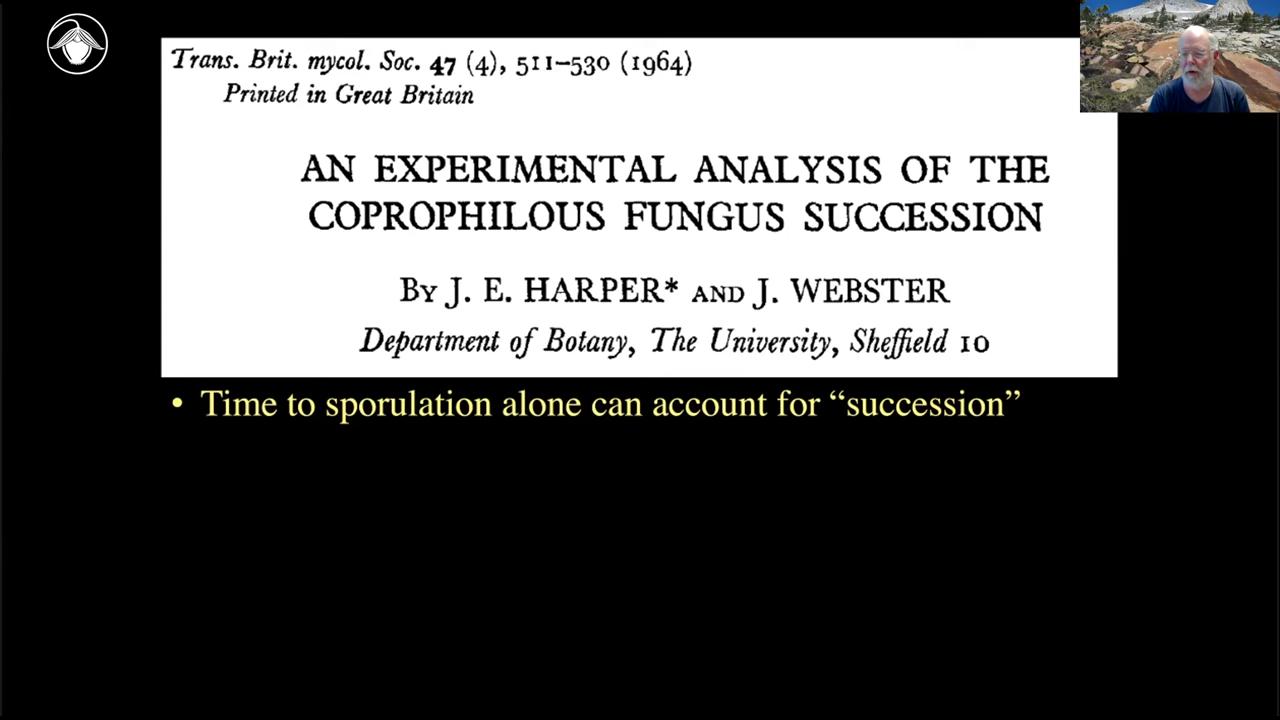 Trans. Brit. mycol. Soc. 47 (4), 511–530 (1964)
Printed in Great Britain
AN EXPERIMENTAL ANALYSIS OF THE
COPROPHILOUS FUNGUS SUCCESSION
By J. E. HARPER* AND J. WEBSTER
Department of Botany, The University, Sheffield 10
• Time to sporulation alone can account for “succession”